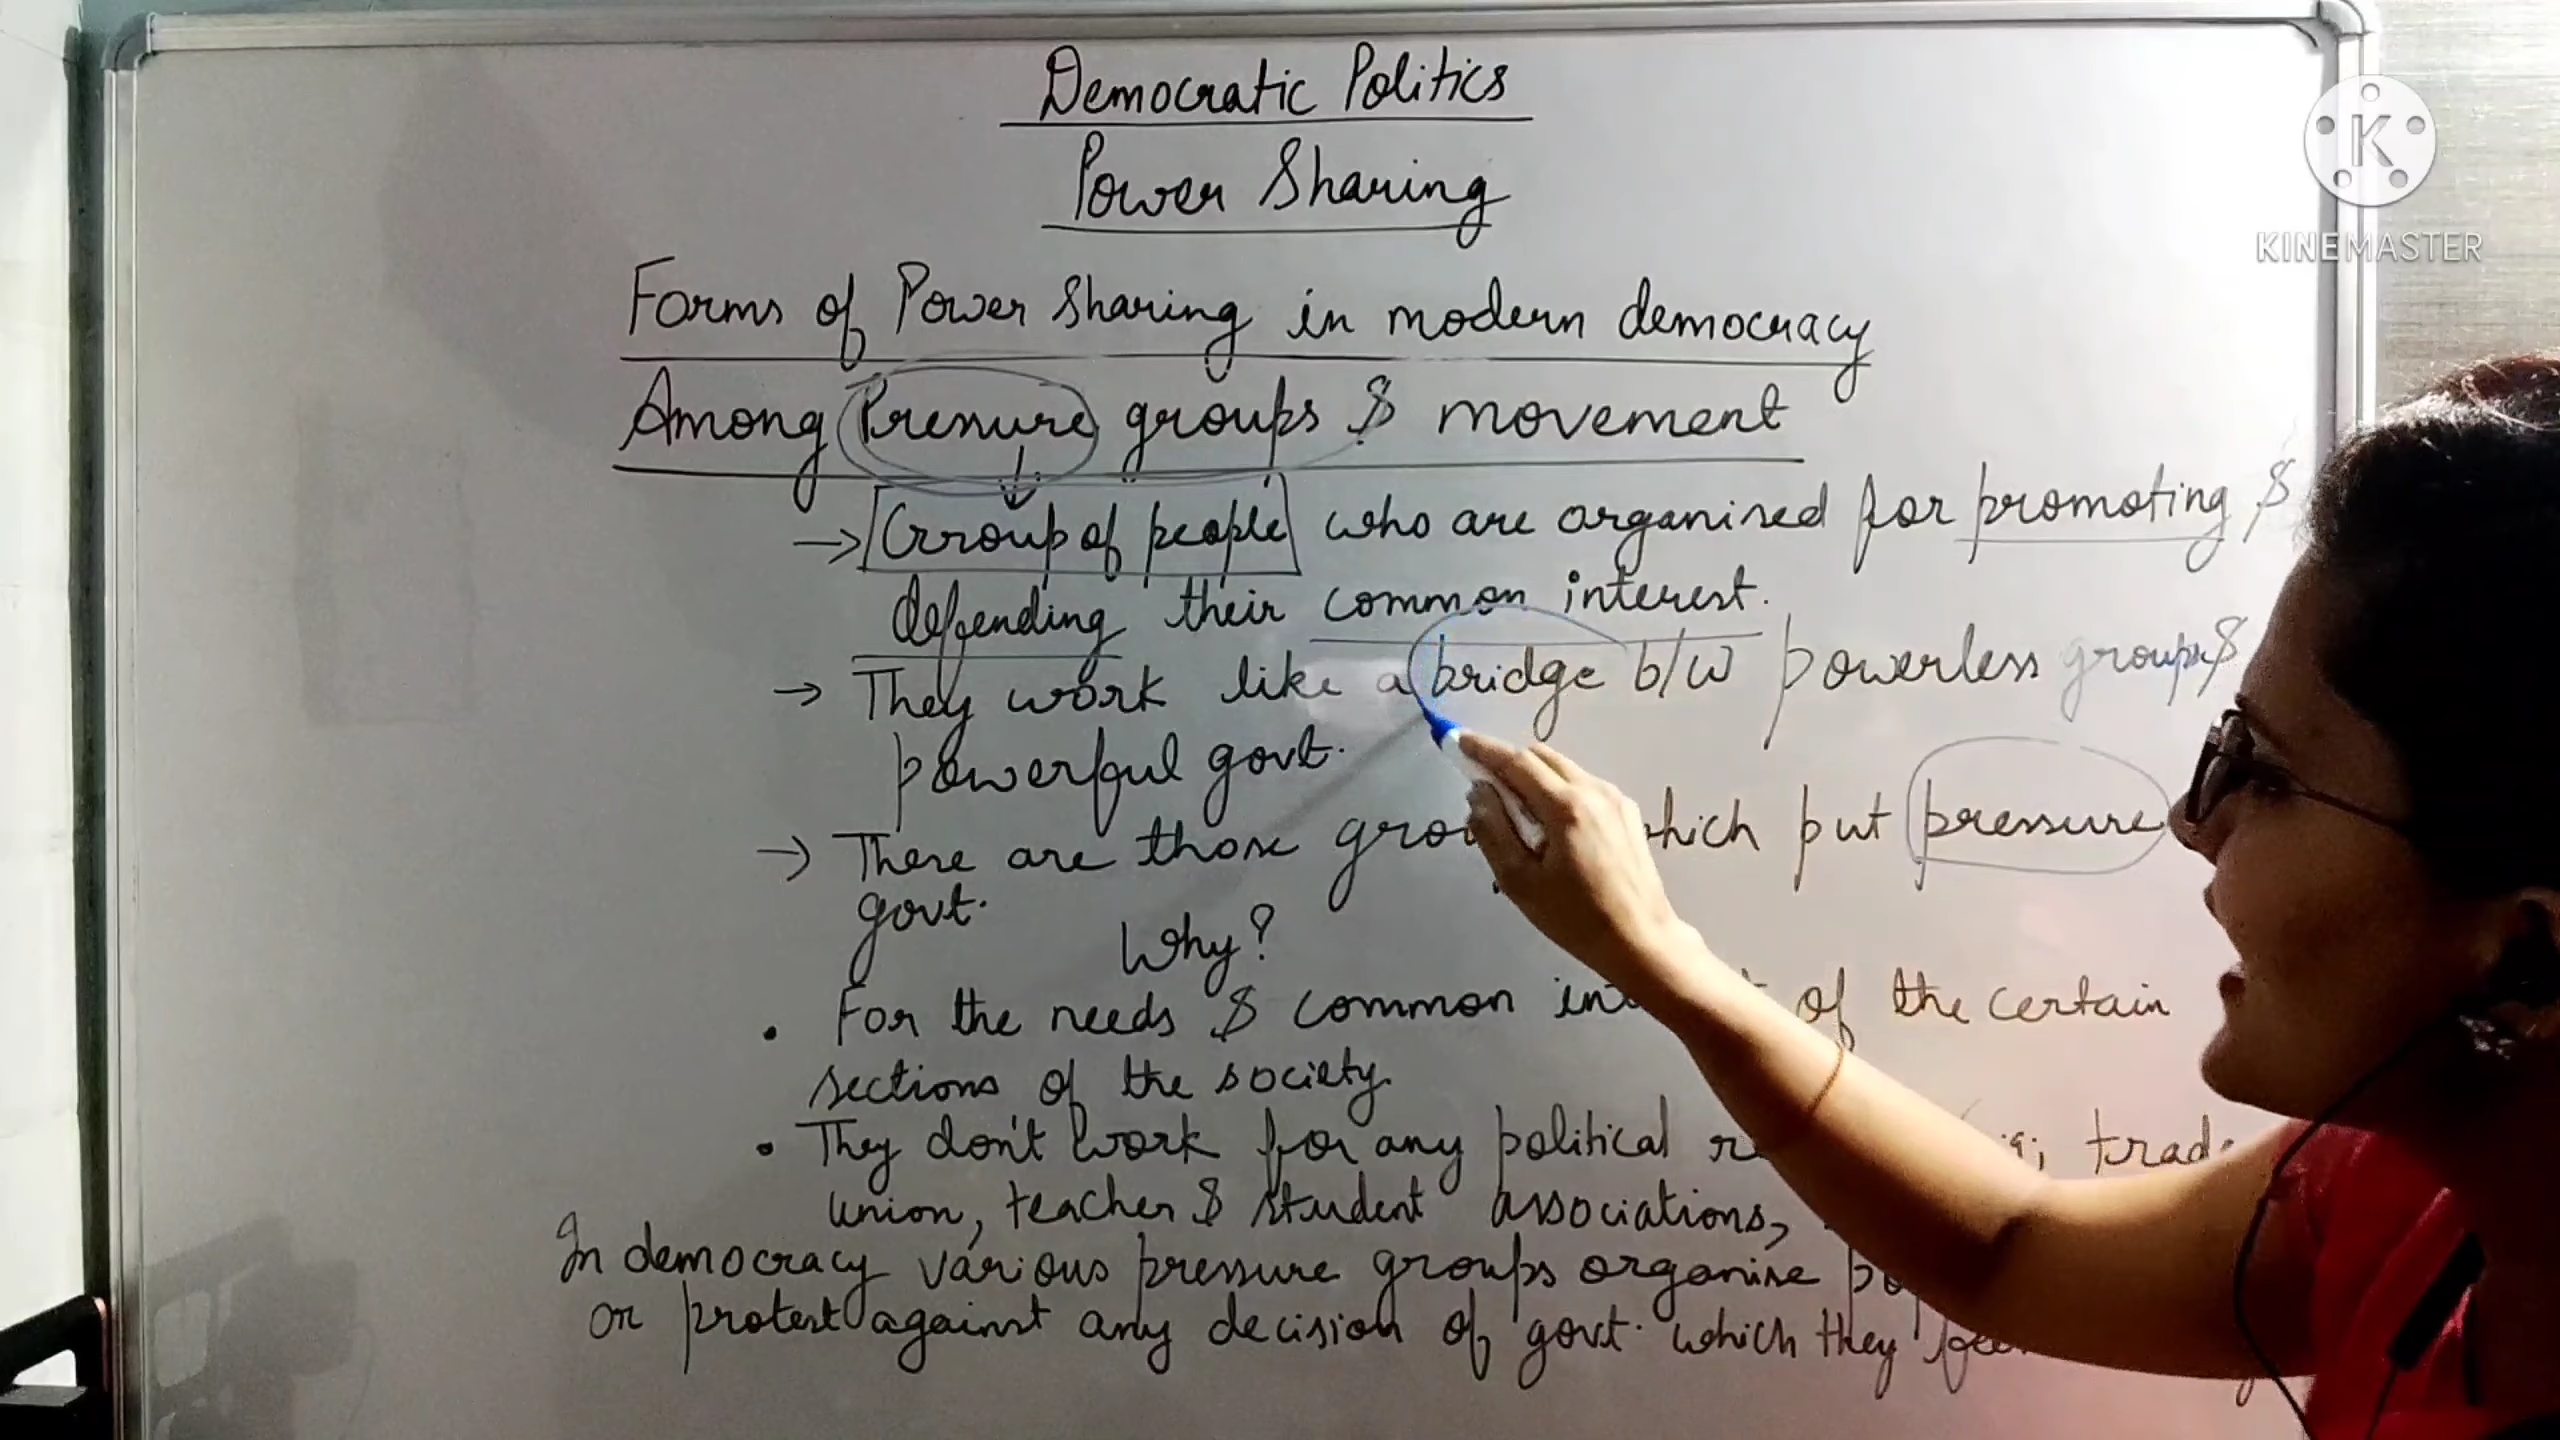 Democratic Politics
Power Sharing
Forms of Power Sharing in modern democracy
Among Pressure groups & movement
→ Group of people who are organised for promoting &
defending their common interest.
→ They work like a bridge b/w powerless groups &
powerful govt.
→ There are those which put pressure
govt.
Why?
• For the needs & common of the certain
sections of the society.
• They don't work for any political
union, teacher & student associations,
In democracy various pressure groups organise
or protest against any decision of govt. which they
K
KINEMASTER